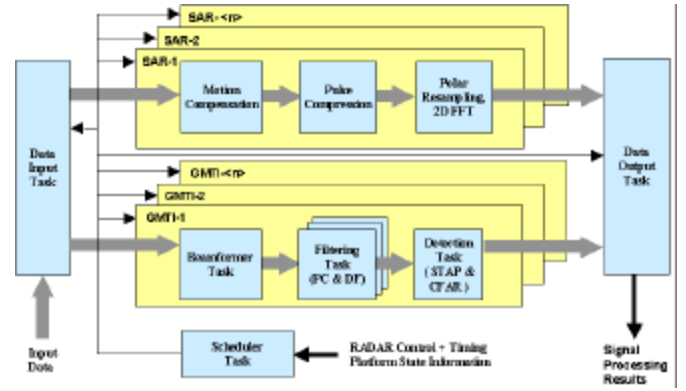 SAR-<n>
SAR-2
SAR-1
Motion
Compensation
Pulse
Compression
Polar
Resampling,
2D FFT
Data
Input
Task
Data
Output
Task
GMTI-<n>
GMTI-2
GMTI-1
Beamformer
Task
Filtering
Task
(PC & DF)
Detection
Task
(STAP &
CFAR)
Scheduler
Task
RADAR Control + Timing
Platform State Information
Input
Data
Signal
Processing
Results